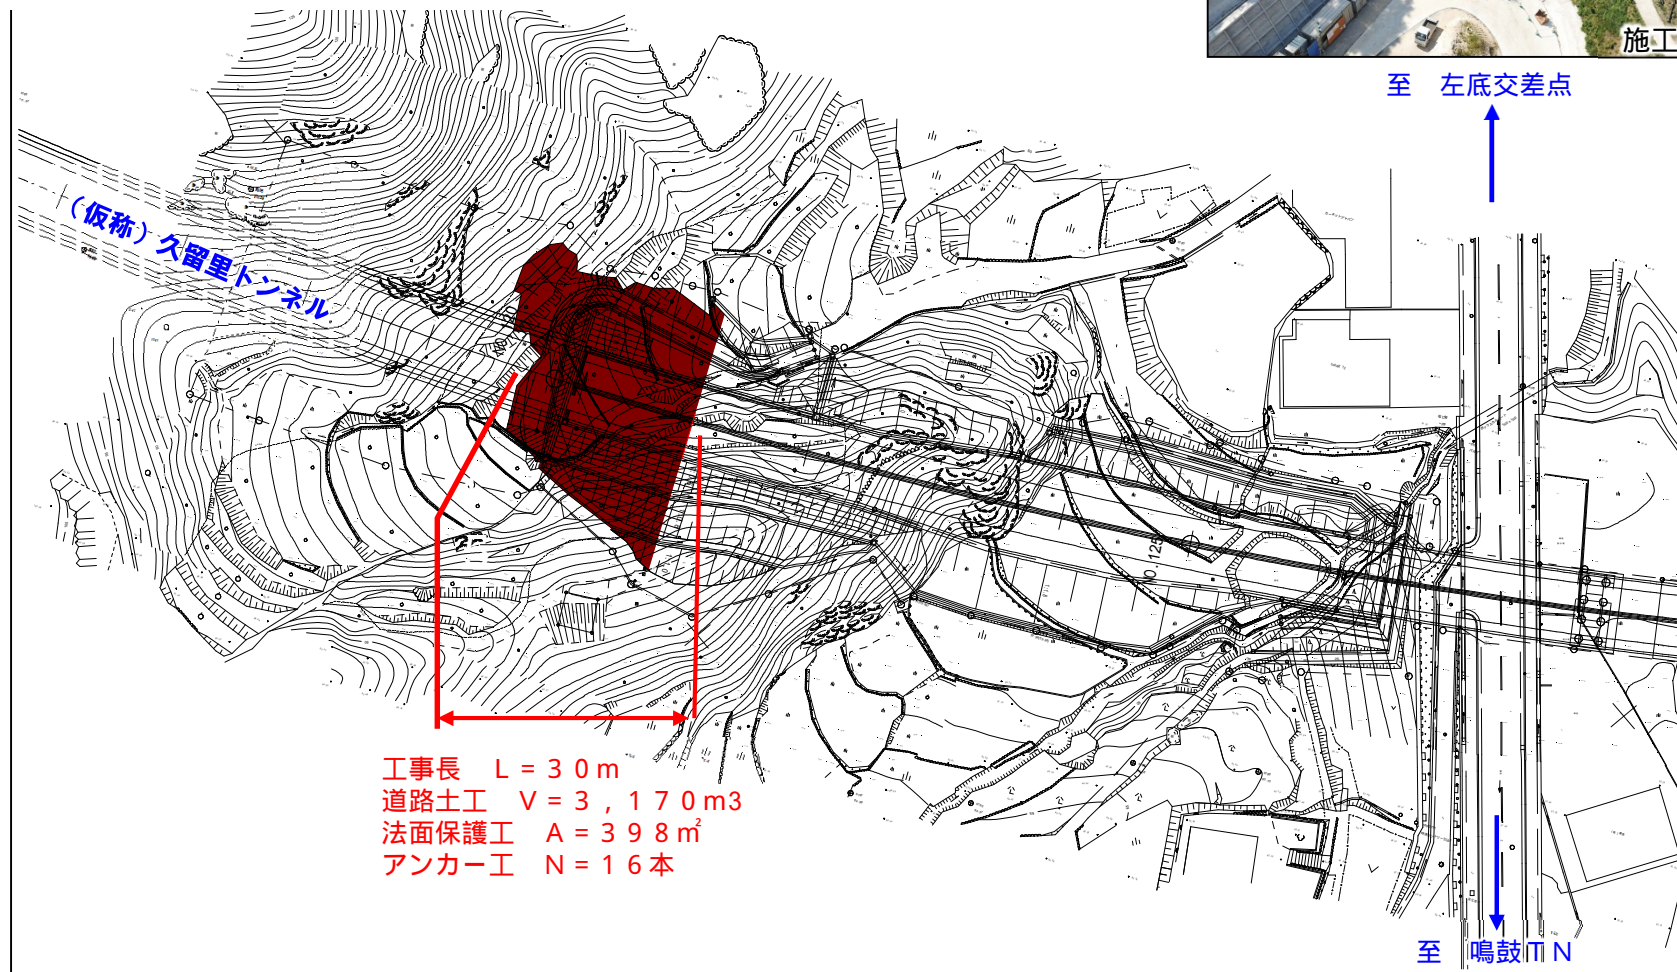 施工
至　左底交差点
（仮称）久留里トンネル
工事長　Ｌ＝３０ｍ
道路土工　Ｖ＝３，１７０m3
法面保護工　Ａ＝３９８㎡
アンカー工　Ｎ＝１６本
至　鳴鼓ＴＮ